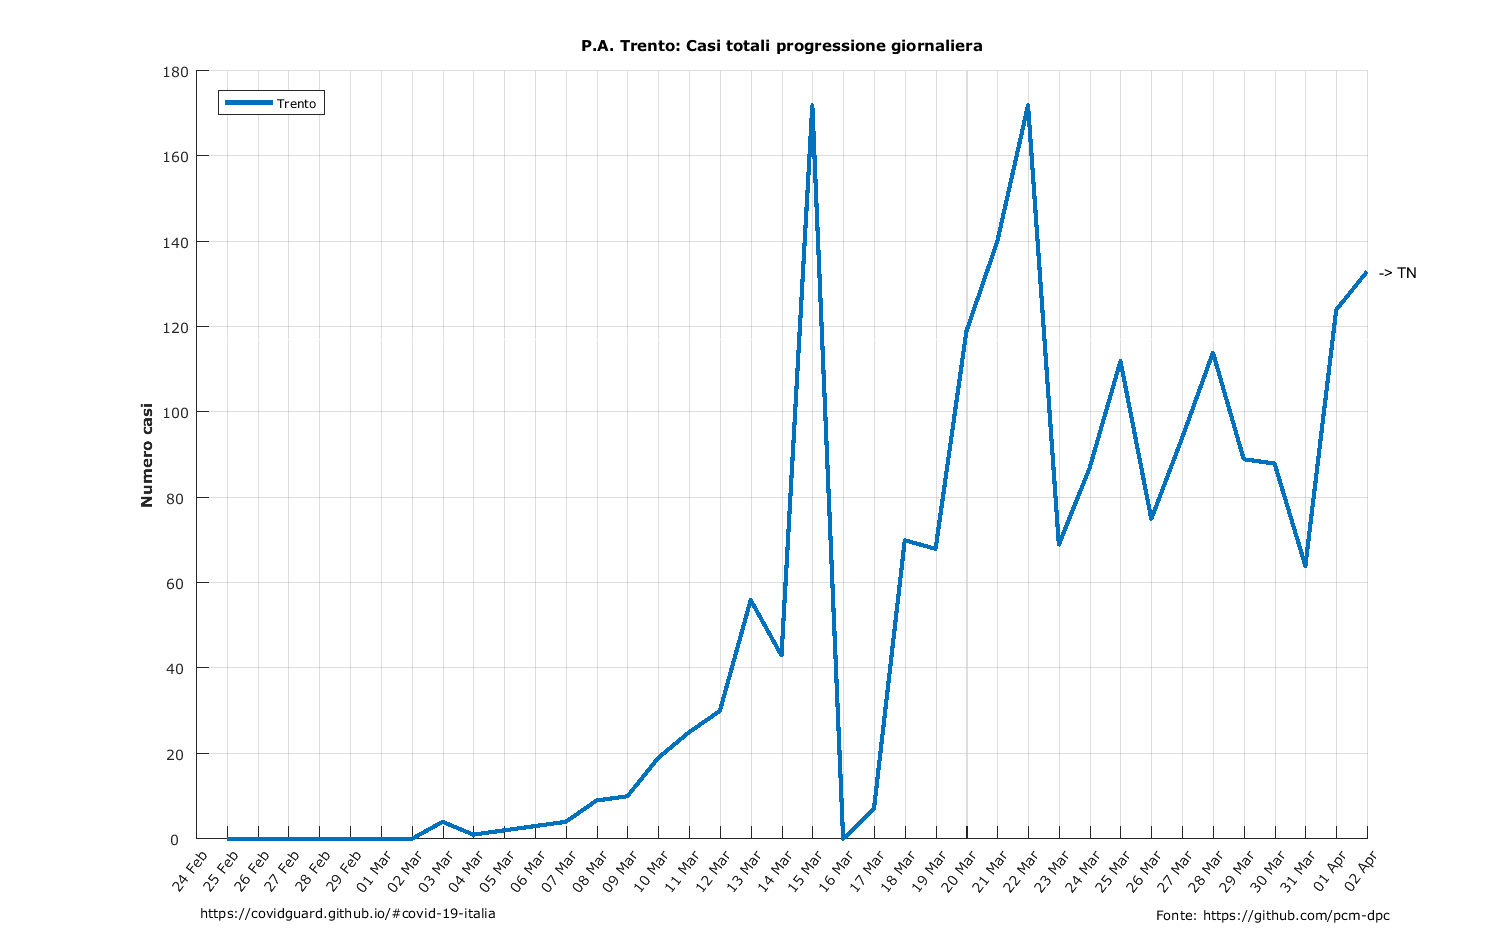 P.A. Trento: Casi totali progressione giornaliera
Trento
180
160
140
120
100
80
60
40
20
0
Numero casi
-> TN
24 Feb
25 Feb
26 Feb
27 Feb
28 Feb
29 Feb
01 Mar
02 Mar
03 Mar
04 Mar
05 Mar
06 Mar
07 Mar
08 Mar
09 Mar
10 Mar
11 Mar
12 Mar
13 Mar
14 Mar
15 Mar
16 Mar
17 Mar
18 Mar
19 Mar
20 Mar
21 Mar
22 Mar
23 Mar
24 Mar
25 Mar
26 Mar
27 Mar
28 Mar
29 Mar
30 Mar
31 Mar
01 Apr
02 Apr
https://covidguard.github.io/#covid-19-italia
Fonte: https://github.com/pcm-dpc